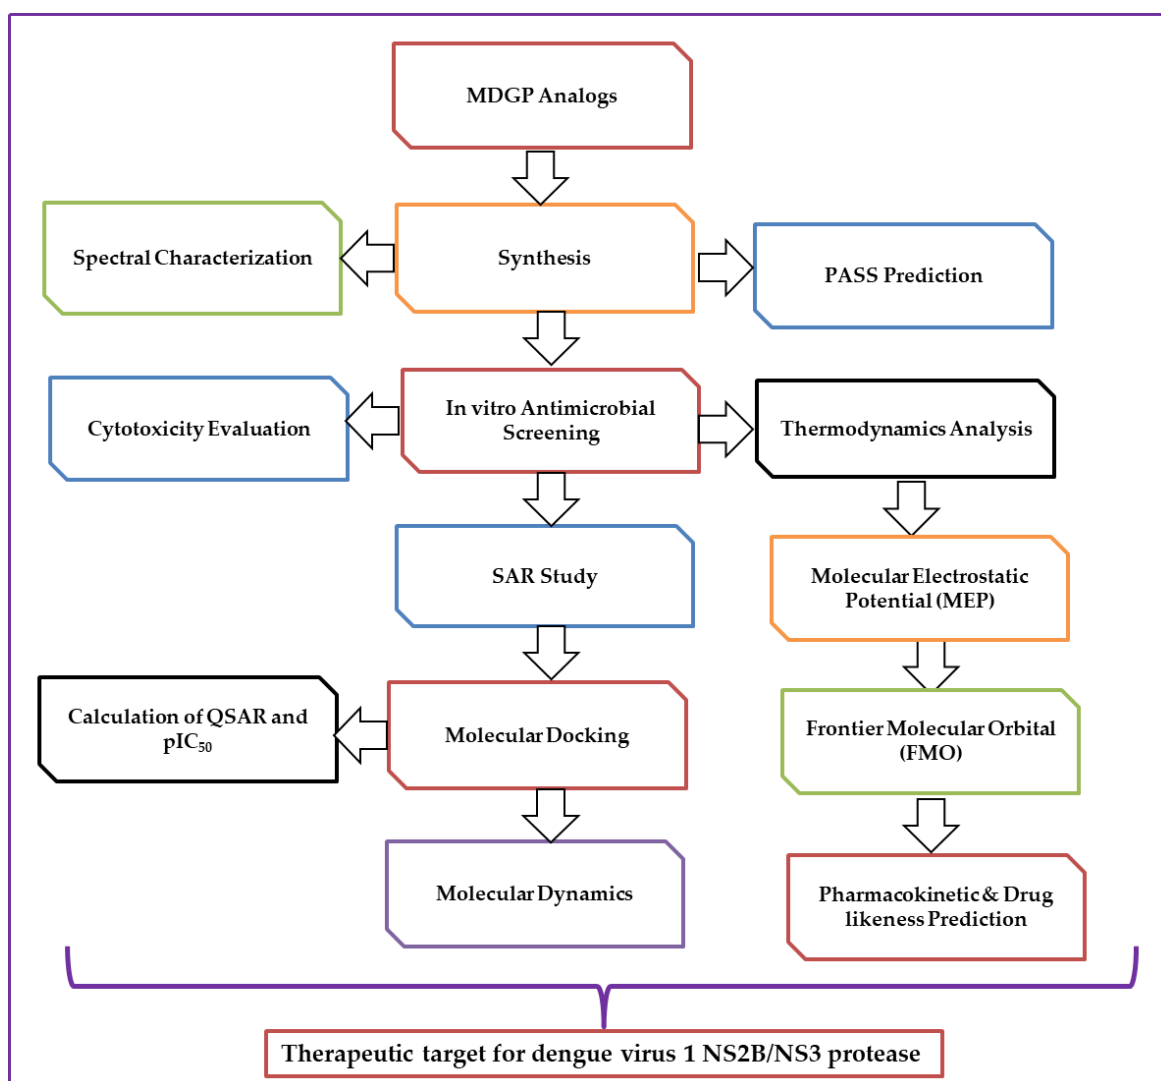 MDGP Analogs
Spectral Characterization
Synthesis
PASS Prediction
Cytotoxicity Evaluation
In vitro Antimicrobial
Screening
Thermodynamics Analysis
SAR Study
Molecular Electrostatic
Potential (MEP)
Calculation of QSAR and
pIC₅₀
Molecular Docking
Frontier Molecular Orbital
(FMO)
Molecular Dynamics
Pharmacokinetic & Drug
likeness Prediction
Therapeutic target for dengue virus 1 NS2B/NS3 protease